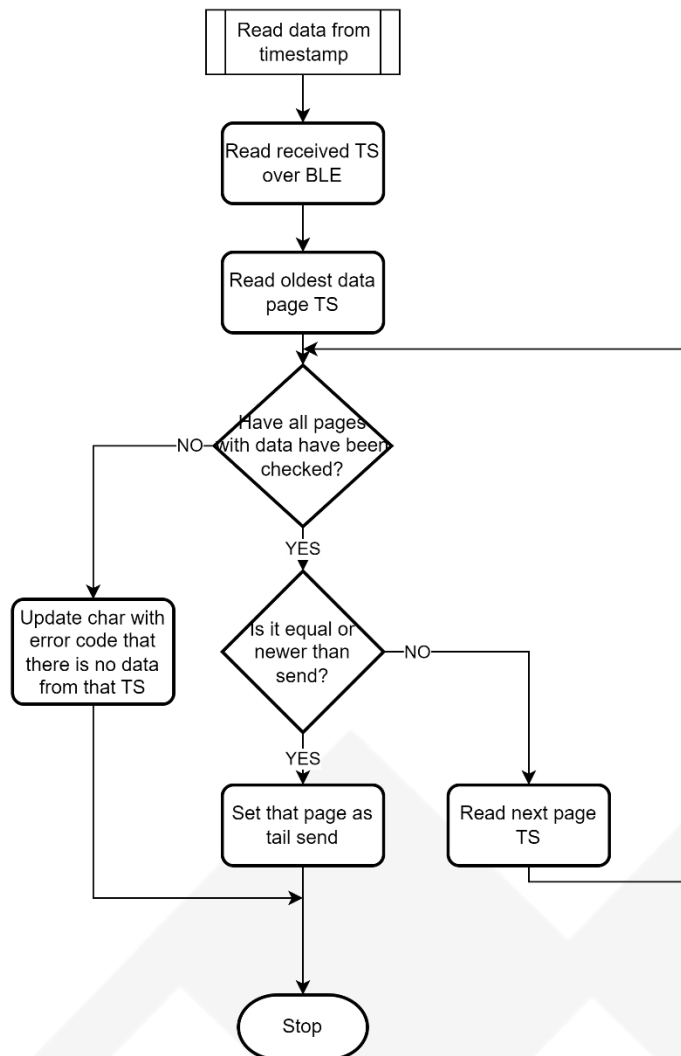 Read data from
timestamp
Read received TS
over BLE
Read oldest data
page TS
Have all pages
with data have been
checked?
NO
YES
Update char with
error code that
there is no data
from that TS
Is it equal or
newer than
send?
NO
YES
Set that page as
tail send
Read next page
TS
Stop